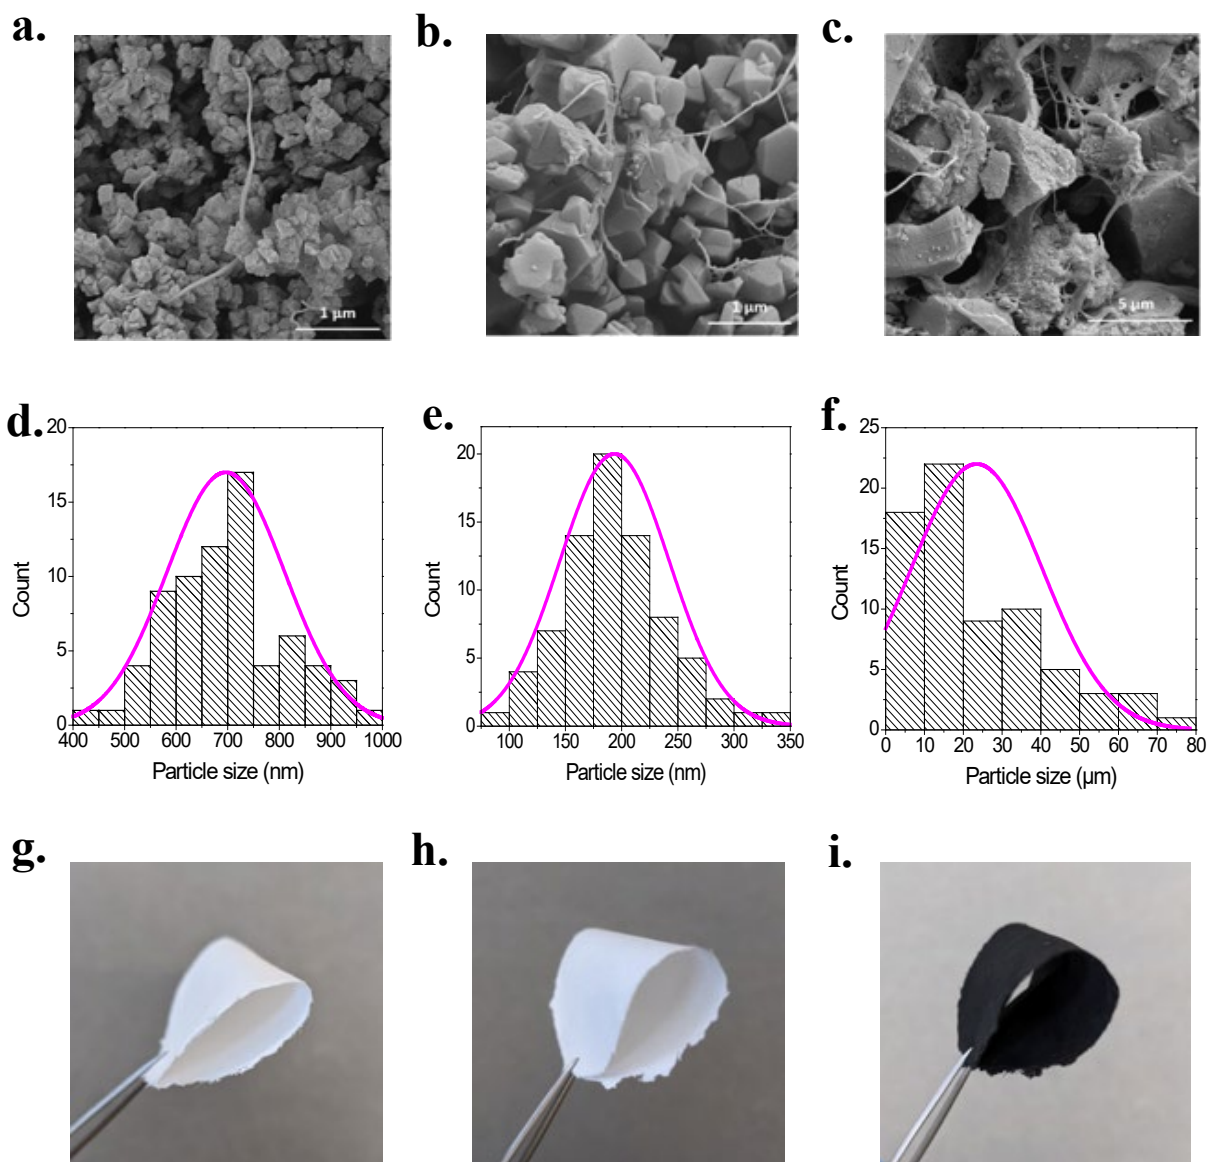 a. b. c.
1 μm 1 μm 5 μm
d. e. f.
20
15
10
5
0
Count
400 500 600 700 800 900 1000
Particle size (nm)
20
15
10
5
0
Count
100 150 200 250 300 350
Particle size (nm)
25
20
15
10
5
0
Count
0 10 20 30 40 50 60 70 80
Particle size (μm)
g. h. i.